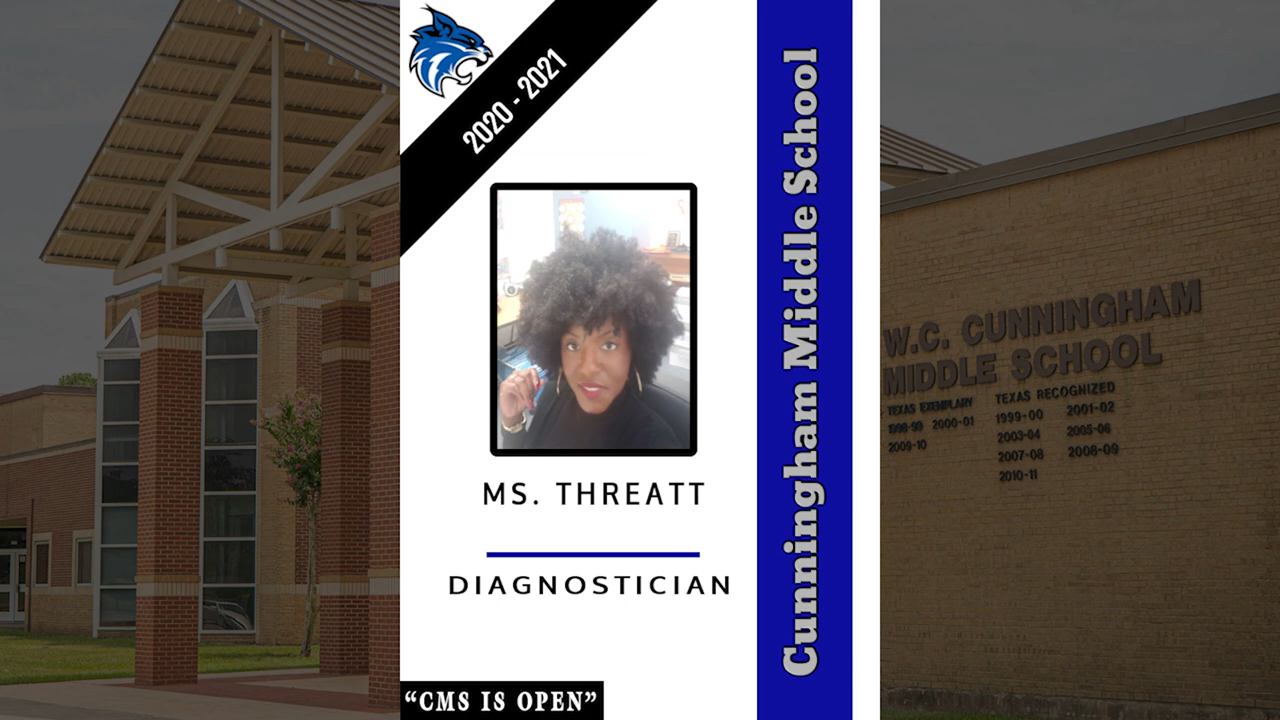 2020 - 2021
MS. THREATT
DIAGNOSTICIAN
"CMS IS OPEN"
Cunningham Middle School
W.C. CUNNINGHAM
MIDDLE SCHOOL
TEXAS EXEMPLARY
1998-99 2000-01
2009-10
TEXAS RECOGNIZED
1999-00 2001-02
2003-04 2005-06
2007-08 2008-09
2010-11